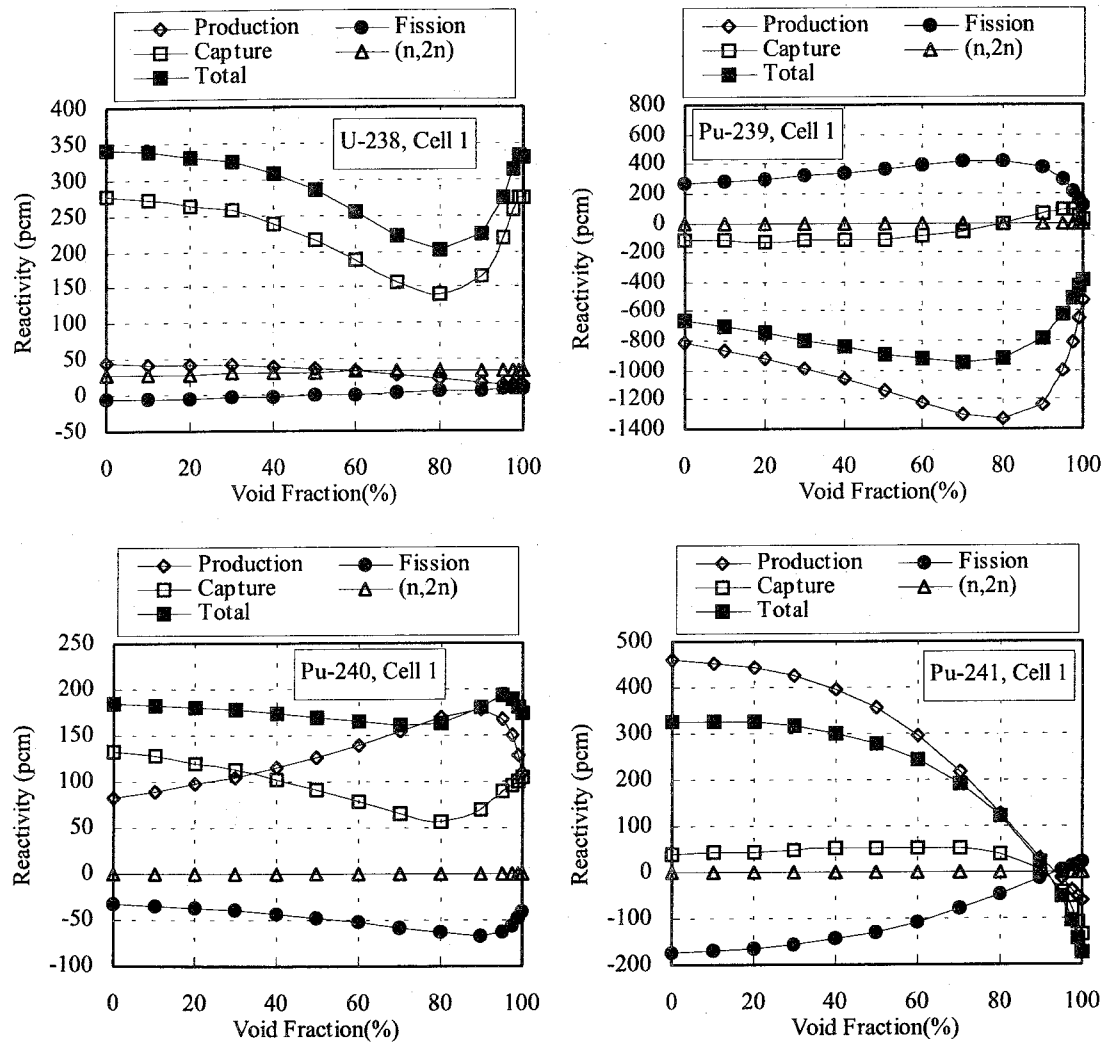 Production Fission
Capture (n,2n)
Total
Reactivity (pcm)
400
350
300
250
200
150
100
50
0
-50
U-238, Cell 1
0 20 40 60 80 100
Void Fraction(%)
Production Fission
Capture (n,2n)
Total
Reactivity (pcm)
800
600
400
200
0
-200
-400
-600
-800
-1000
-1200
-1400
Pu-239, Cell 1
0 20 40 60 80 100
Void Fraction(%)
Production Fission
Capture (n,2n)
Total
Reactivity (pcm)
250
200
150
100
50
0
-50
-100
Pu-240, Cell 1
0 20 40 60 80 100
Void Fraction(%)
Production Fission
Capture (n,2n)
Total
Reactivity (pcm)
500
400
300
200
100
0
-100
-200
Pu-241, Cell 1
0 20 40 60 80 100
Void Fraction(%)